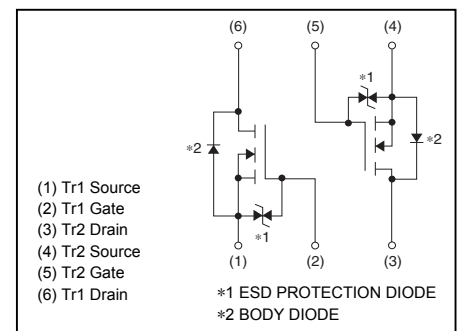 (6) (5) (4)
*1
*2
*2
(1) Tr1 Source
(2) Tr1 Gate
(3) Tr2 Drain
(4) Tr2 Source
(5) Tr2 Gate
(6) Tr1 Drain
*1
(1) (2) (3)
*1 ESD PROTECTION DIODE
*2 BODY DIODE